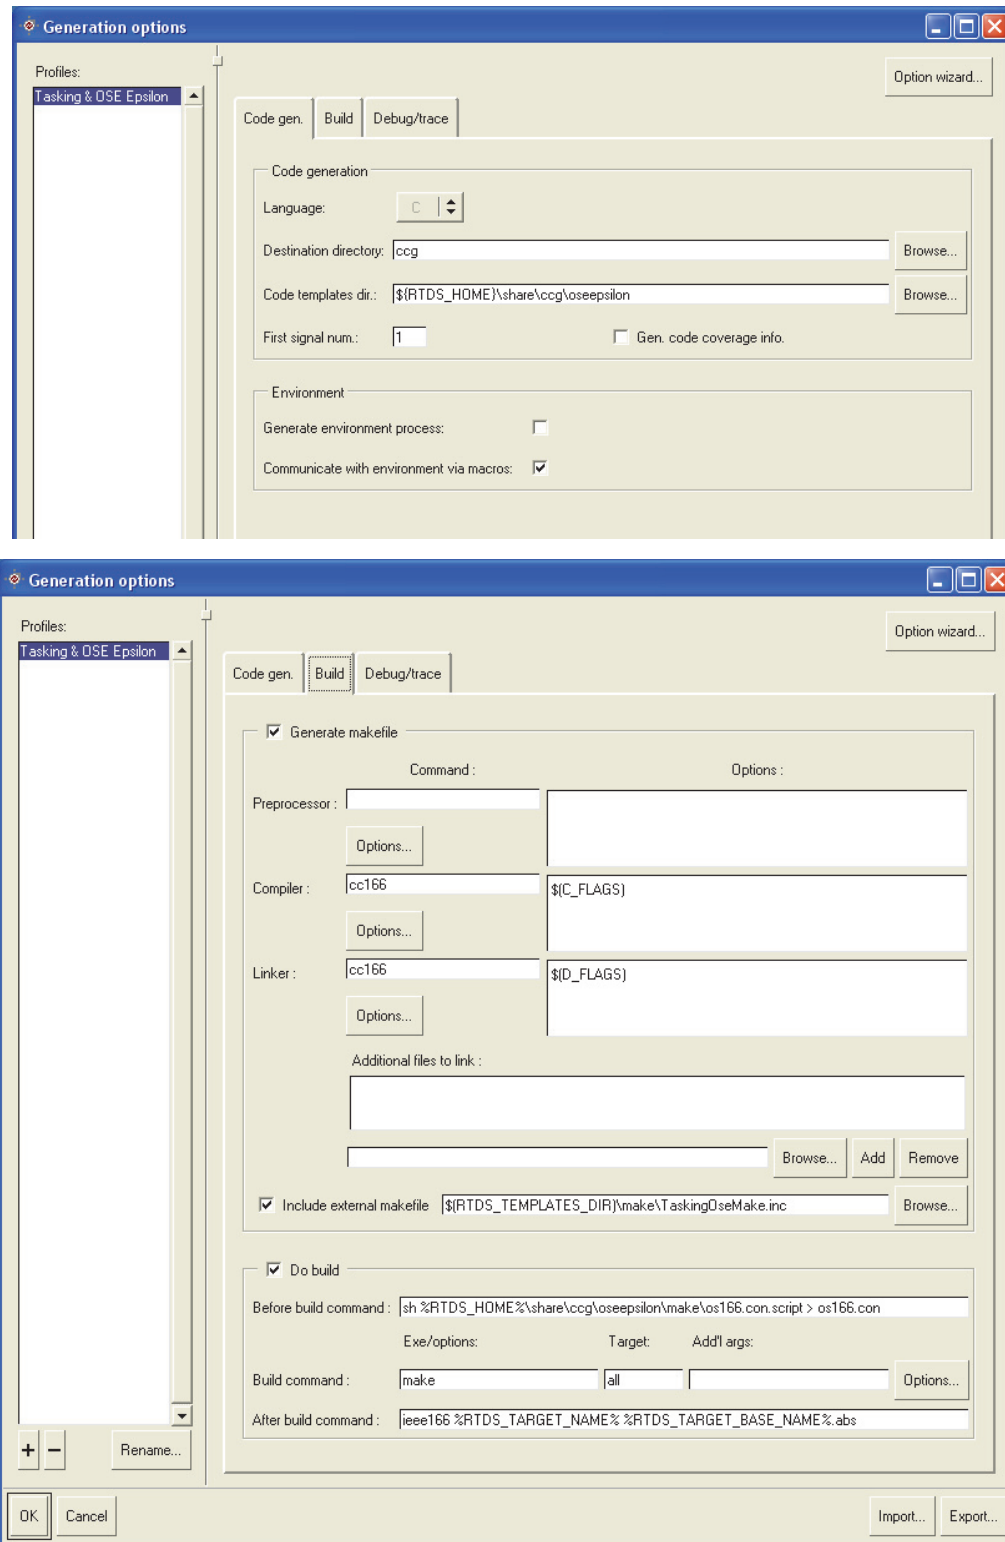 Generation options
Profiles:
Option wizard...
Tasking & OSE Epsilon
Code gen. Build Debug/trace
Code generation
Language: C
Destination directory: ccg Browse...
Code templates dir.: ${RTDS_HOME}\share\ccg\oseepsilon Browse...
First signal num.: 1 Gen. code coverage info.
Environment
Generate environment process:
Communicate with environment via macros:
Generation options
Profiles:
Option wizard...
Tasking & OSE Epsilon
Code gen. Build Debug/trace
Generate makefile
Command : Options :
Preprocessor :
Options...
Compiler : cc166 $(C_FLAGS)
Options...
Linker : cc166 $(D_FLAGS)
Options...
Additional files to link :
Browse... Add Remove
Include external makefile $(RTDS_TEMPLATES_DIR)\make\TaskingOseMake.inc Browse...
Do build
Before build command : sh %RTDS_HOME%\share\ccg\oseepsilon\make\os166.con.script > os166.con
Exe/options: Target: Add'l args:
Build command : make all Options...
After build command : ieee166 %RTDS_TARGET_NAME% %RTDS_TARGET_BASE_NAME%.abs
+ − Rename...
OK Cancel Import... Export...